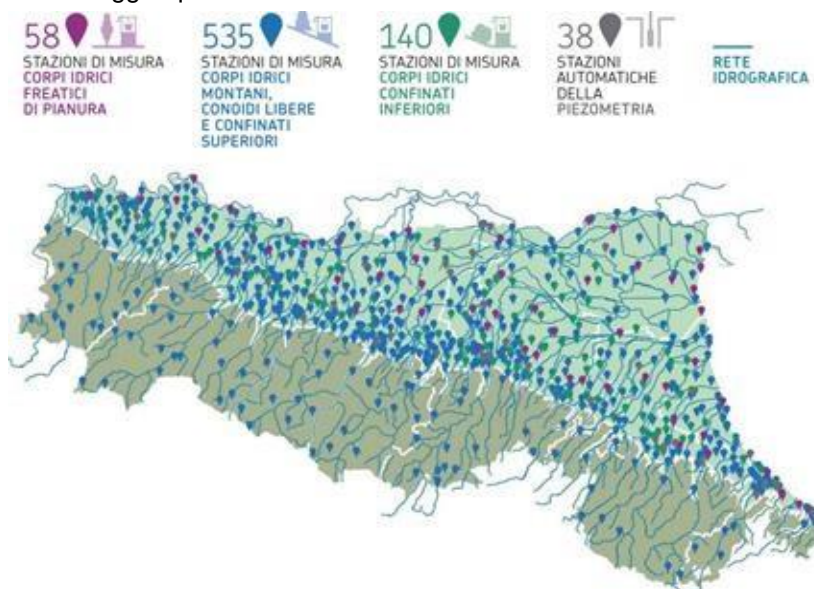 58
STAZIONI DI MISURA
CORPI IDRICI
FREATICI
DI PIANURA
535
STAZIONI DI MISURA
CORPI IDRICI
MONTANI,
CONOIDI LIBERE
E CONFINATI
SUPERIORI
140
STAZIONI DI MISURA
CORPI IDRICI
CONFINATI
INFERIORI
38
STAZIONI
AUTOMATICHE
DELLA
PIEZOMETRIA
RETE
IDROGRAFICA